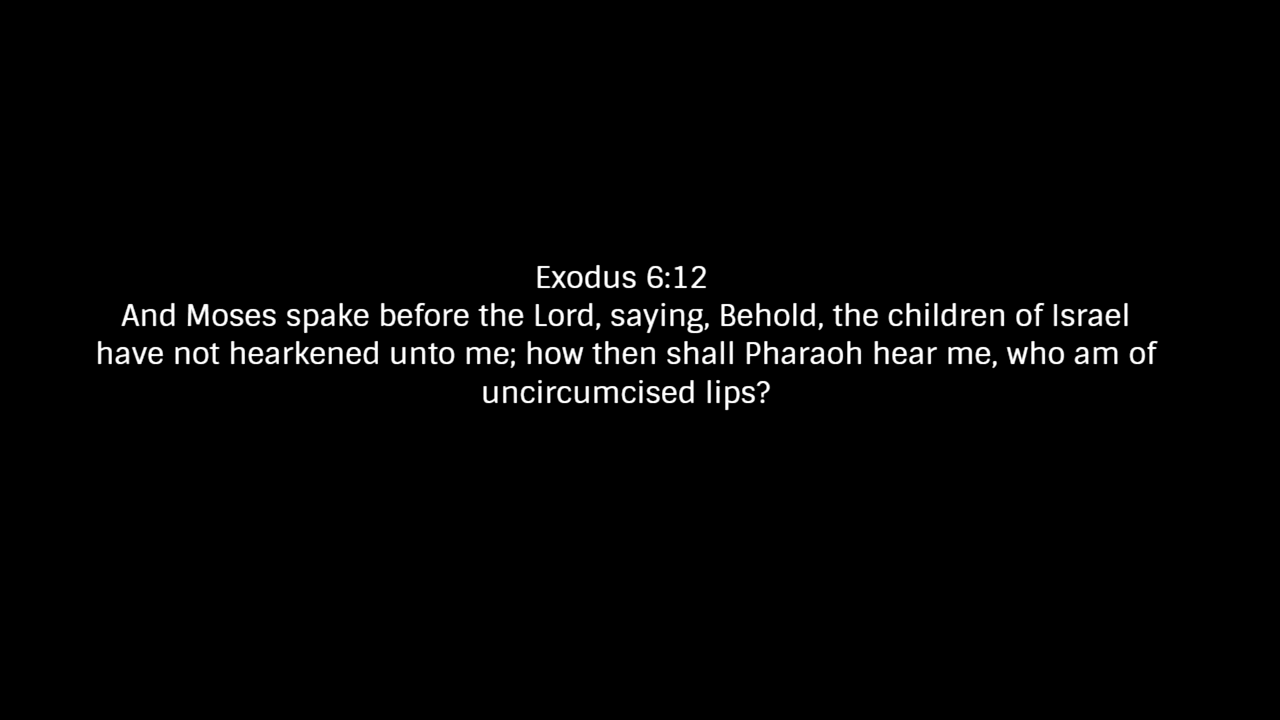 Exodus 6:12
And Moses spake before the Lord, saying, Behold, the children of Israel
have not hearkened unto me; how then shall Pharaoh hear me, who am of
uncircumcised lips?